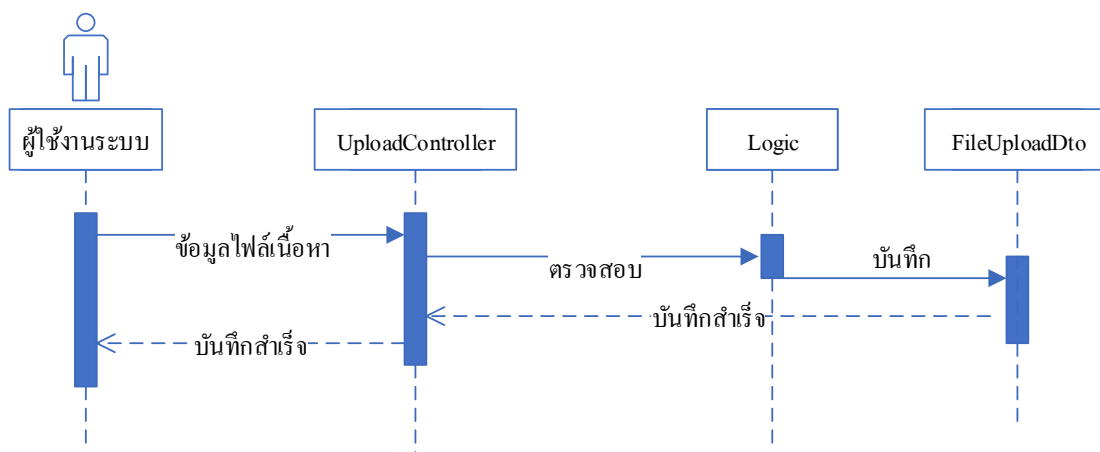 ผู้ใช้งานระบบ
UploadController
Logic
FileUploadDto
ข้อมูลไฟล์เนื้อหา
ตรวจสอบ
บันทึก
บันทึกสำเร็จ
บันทึกสำเร็จ